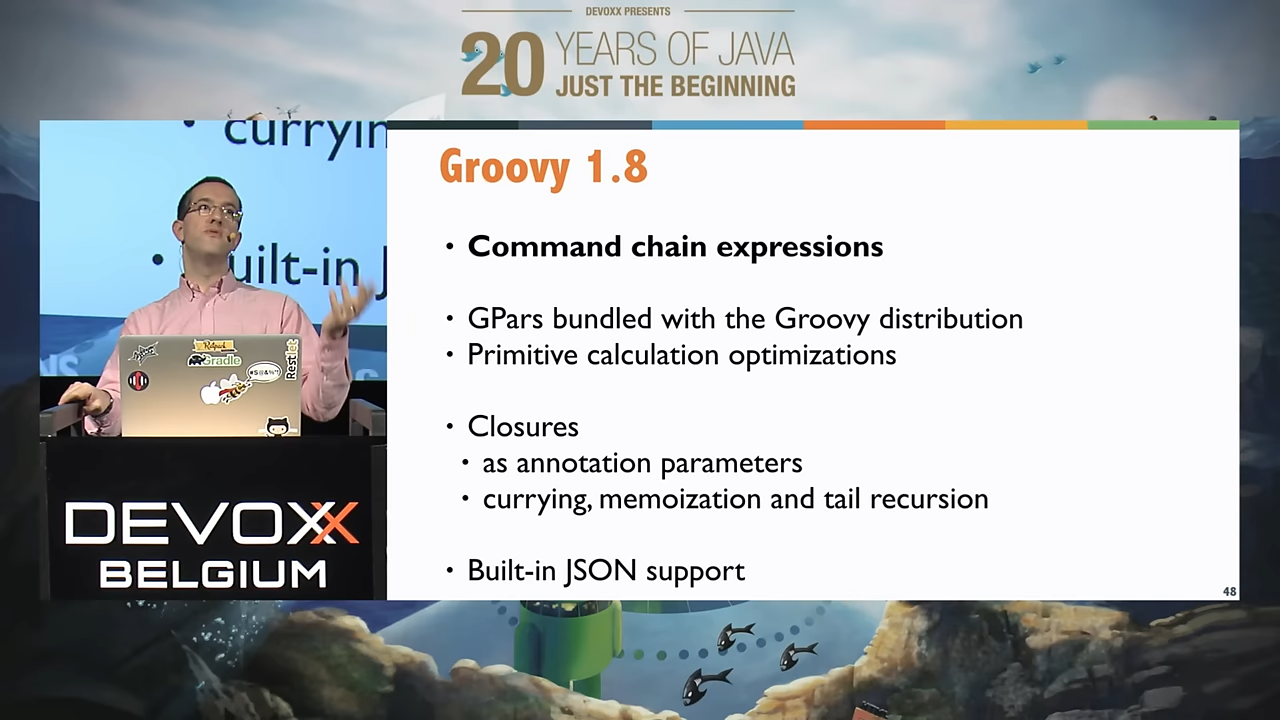 DEVOXX PRESENTS
20 YEARS OF JAVA
JUST THE BEGINNING
curryin
uilt-in J
Ratpack
Gradle
Restlet
#$@&%*!
DEVOXX
BELGIUM
Groovy 1.8
• Command chain expressions
• GPars bundled with the Groovy distribution
• Primitive calculation optimizations
• Closures
• as annotation parameters
• currying, memoization and tail recursion
• Built-in JSON support
48